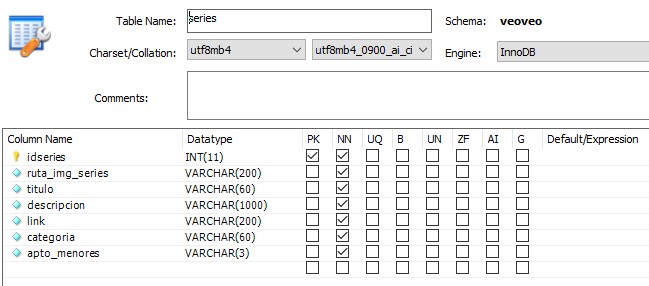 Table Name: series Schema: veoveo
Charset/Collation: utf8mb4 utf8mb4_0900_ai_ci Engine: InnoDB
Comments:
Column Name Datatype PK NN UQ B UN ZF AI G Default/Expression
idseries INT(11)
ruta_img_series VARCHAR(200)
titulo VARCHAR(60)
descripcion VARCHAR(1000)
link VARCHAR(200)
categoria VARCHAR(60)
apto_menores VARCHAR(3)